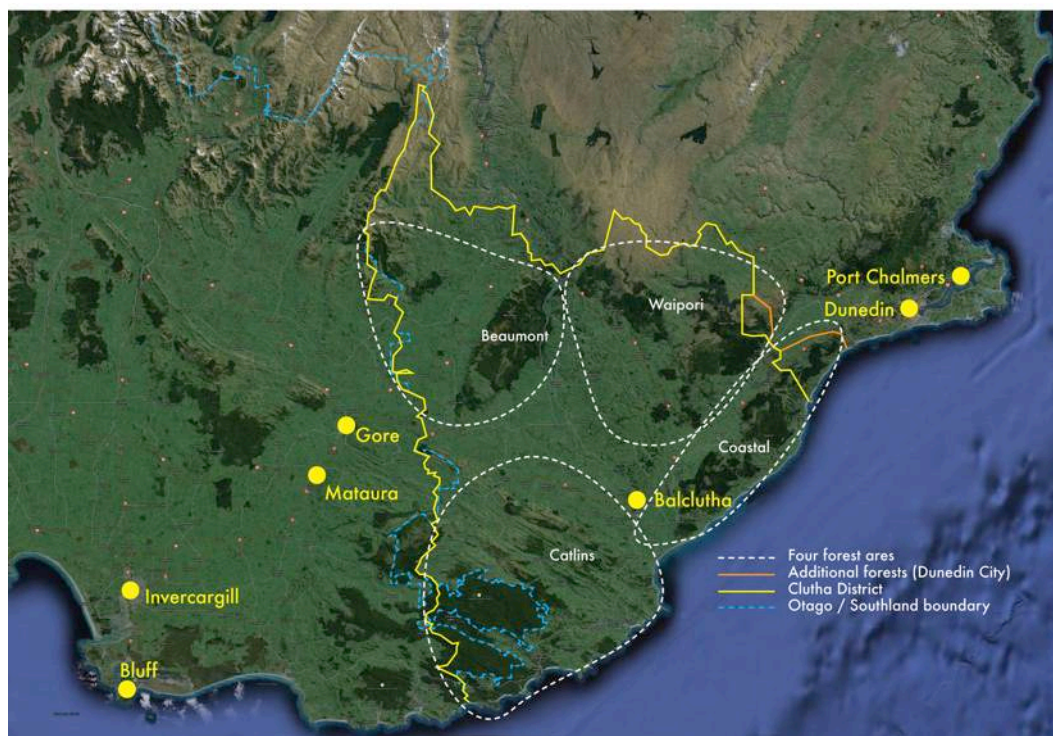 Port Chalmers
Dunedin
Waipori
Beaumont
Gore
Coastal
Mataura
Balclutha
Catlins
Four forest ares
Additional forests (Dunedin City)
Clutha District
Otago / Southland boundary
Invercargill
Bluff